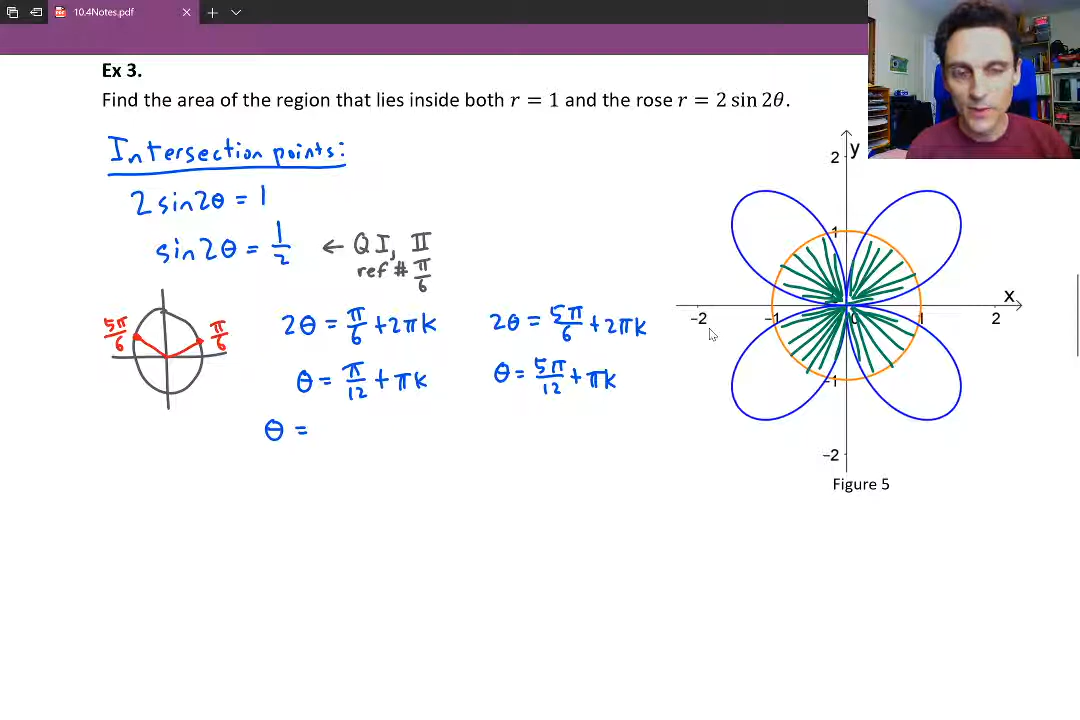 10.4Notes.pdf
Ex 3.
Find the area of the region that lies inside both r = 1 and the rose r = 2 sin 2θ.
Intersection points:
2 sin 2θ = 1
sin 2θ = 1/2 ← Q I, II
ref # π/6
5π/6 π/6
2θ = π/6 + 2πk 2θ = 5π/6 + 2πk
θ = π/12 + πk θ = 5π/12 + πk
θ =
y
2
1
x
−2 −1 0 1 2
−1
−2
Figure 5